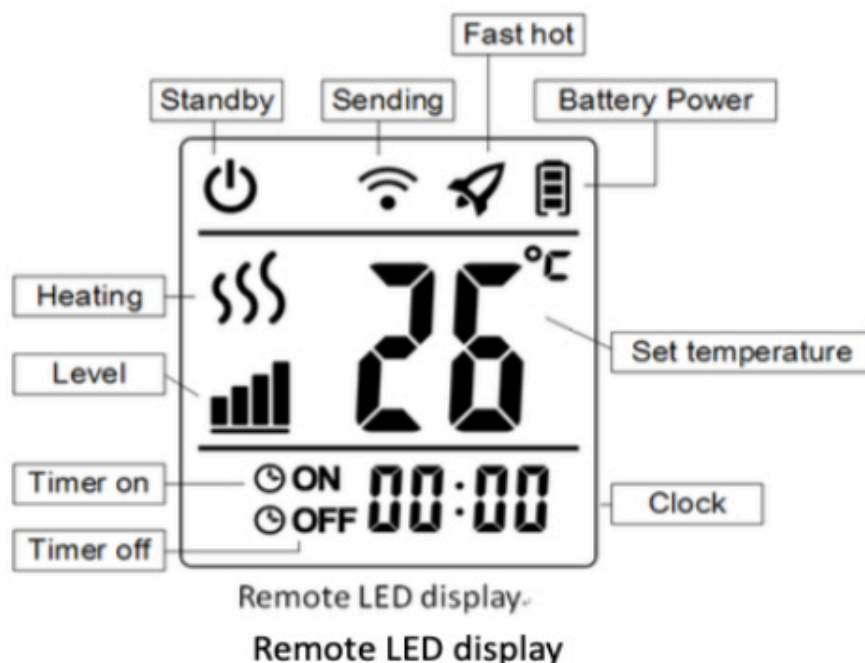 Fast hot
Standby
Sending
Battery Power
Heating
26 °C
Set temperature
Level
Timer on
ON
00:00
Clock
OFF
Timer off
Remote LED display
Remote LED display